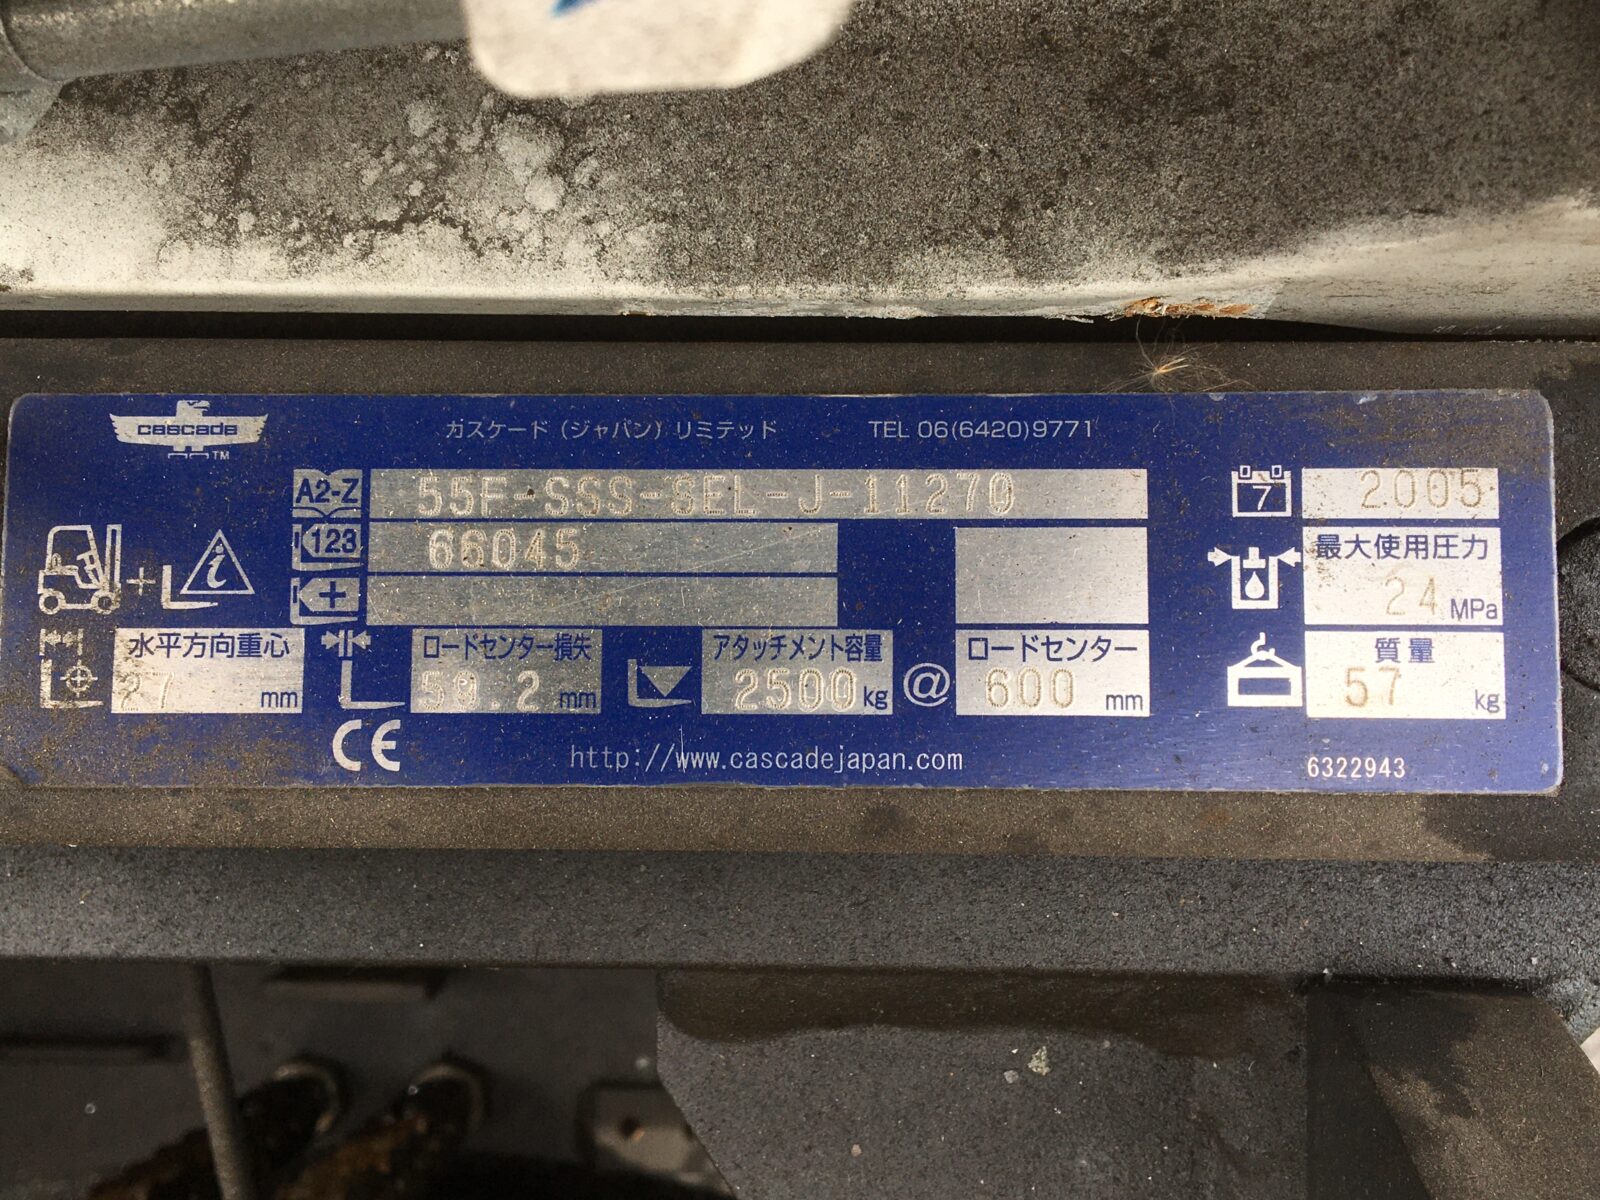 cascade TM
カスケード（ジャパン）リミテッド TEL 06(6420)9771
A2-Z 55F-SSS-SEL-J-11270
7 2005
123 66045
最大使用圧力
24 MPa
水平方向重心
27 mm
ロードセンター損失
50.2 mm
アタッチメント容量
2500 kg
@
ロードセンター
600 mm
質量
57 kg
CE
http://www.cascadejapan.com
6322943